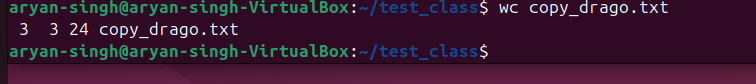 aryan-singh@aryan-singh-VirtualBox:~/test_class$ wc copy_drago.txt
 3  3 24 copy_drago.txt
aryan-singh@aryan-singh-VirtualBox:~/test_class$